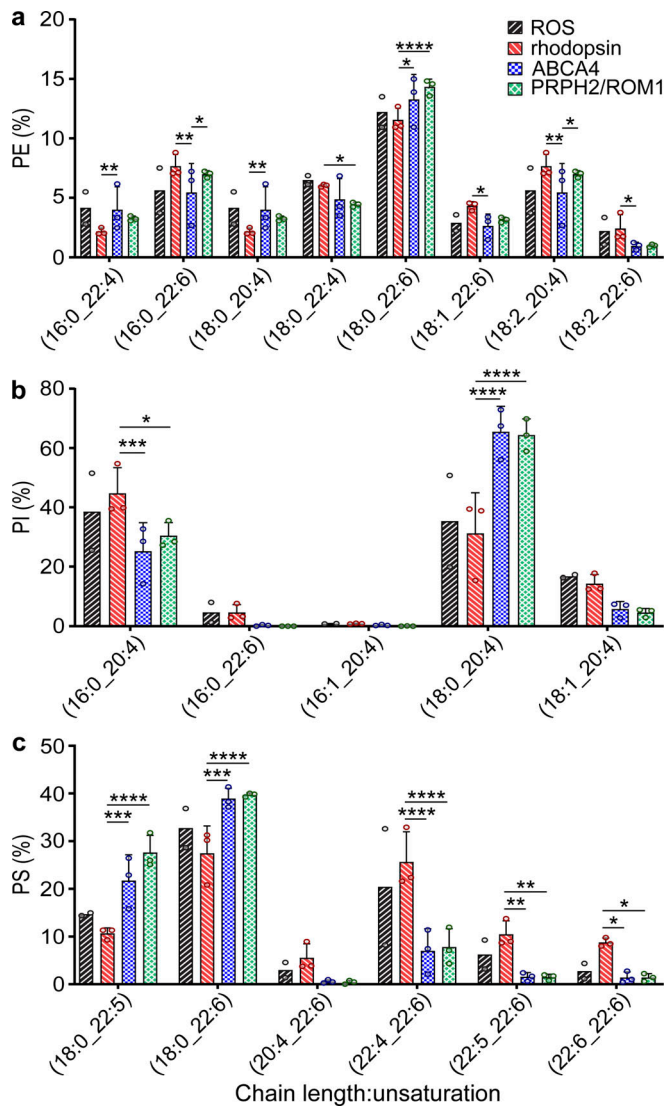 a
20
15
10
5
0
PE (%)
ROS
rhodopsin
ABCA4
PRPH2/ROM1
** ** * ** * **** * * ** * *
(16:0_22:4) (16:0_22:6) (18:0_20:4) (18:0_22:4) (18:0_22:6) (18:1_22:6) (18:2_20:4) (18:2_22:6)
b
80
60
40
20
0
PI (%)
* *** **** ****
(16:0_20:4) (16:0_22:6) (16:1_20:4) (18:0_20:4) (18:1_20:4)
c
50
40
30
20
10
0
PS (%)
**** *** **** *** **** **** ** ** * *
(18:0_22:5) (18:0_22:6) (20:4_22:6) (22:4_22:6) (22:5_22:6) (22:6_22:6)
Chain length:unsaturation